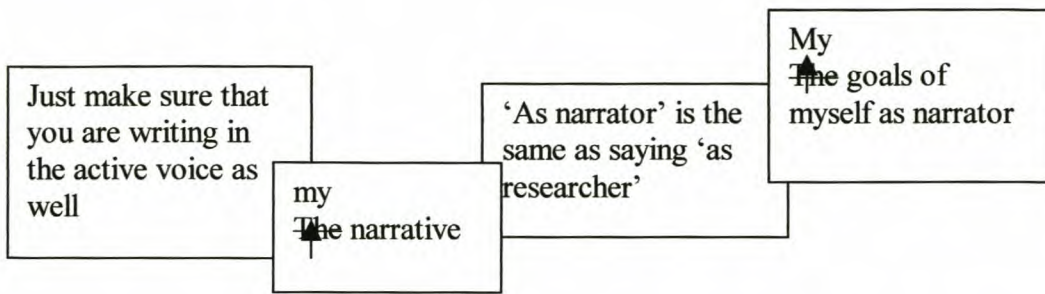 Just make sure that
you are writing in
the active voice as
well
my
The narrative
‘As narrator’ is the
same as saying ‘as
researcher’
My
The goals of
myself as narrator